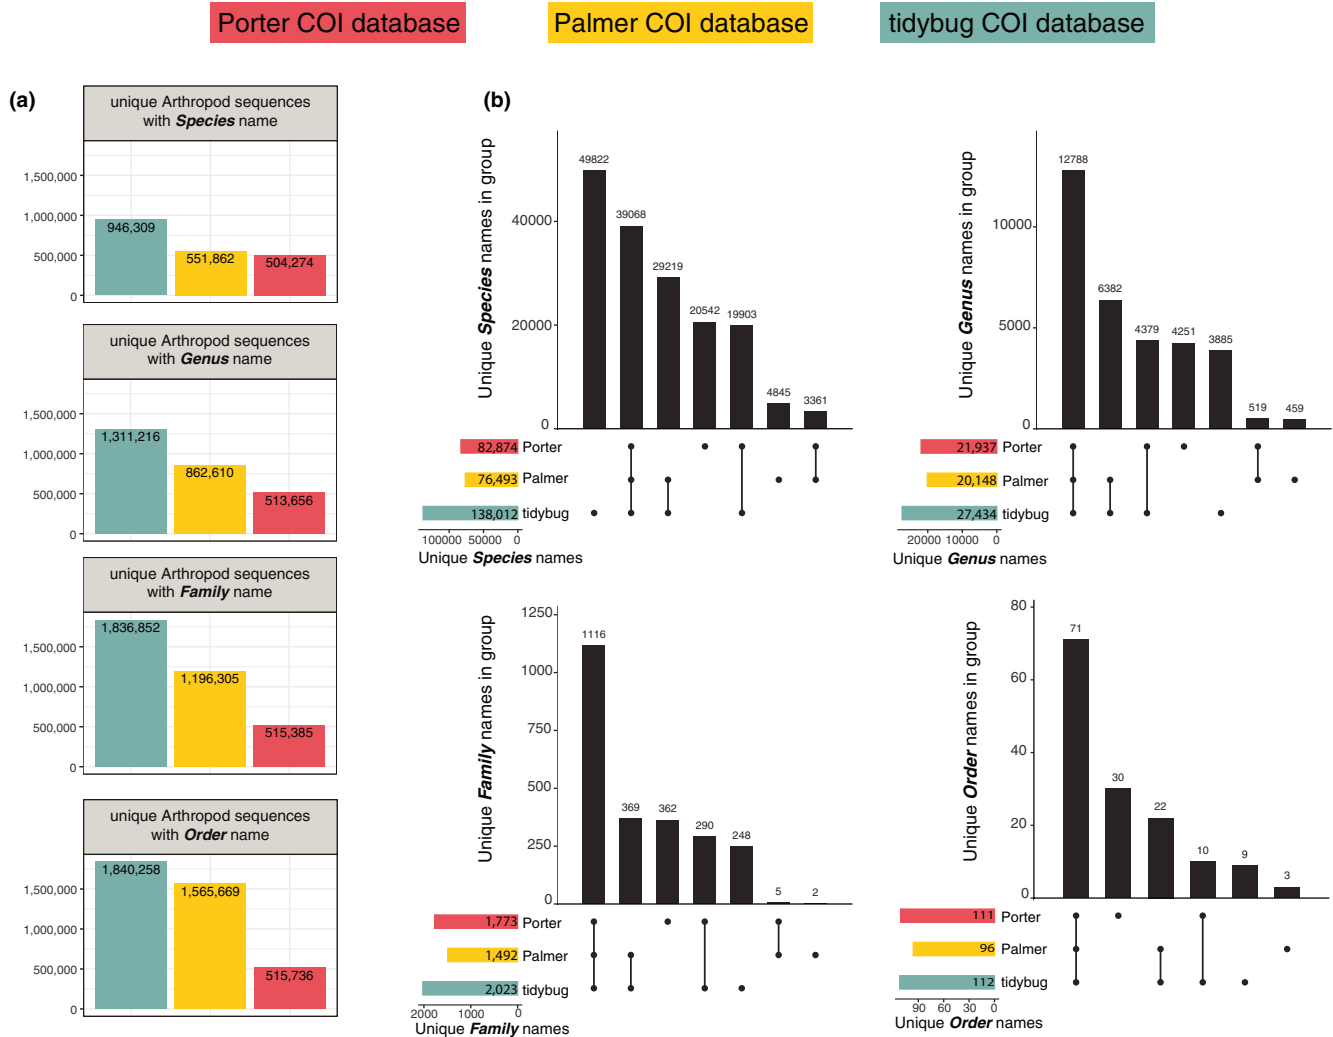 Porter COI database
Palmer COI database
tidybug COI database
(a)
unique Arthropod sequences
with Species name
1,500,000
1,000,000
500,000
0
946,309
551,862
504,274
unique Arthropod sequences
with Genus name
1,500,000
1,000,000
500,000
0
1,311,216
862,610
513,656
unique Arthropod sequences
with Family name
1,500,000
1,000,000
500,000
0
1,836,852
1,196,305
515,385
unique Arthropod sequences
with Order name
1,500,000
1,000,000
500,000
0
1,840,258
1,565,669
515,736
(b)
Unique Species names in group
40000
20000
0
49822
39068
29219
20542
19903
4845
3361
82,874 Porter
76,493 Palmer
138,012 tidybug
100000 50000 0
Unique Species names
Unique Genus names in group
10000
5000
0
12788
6382
4379
4251
3885
519
459
21,937 Porter
20,148 Palmer
27,434 tidybug
20000 10000 0
Unique Genus names
Unique Family names in group
1250
1000
750
500
250
0
1116
369
362
290
248
5
2
1,773 Porter
1,492 Palmer
2,023 tidybug
2000 1000 0
Unique Family names
Unique Order names in group
80
60
40
20
0
71
30
22
10
9
3
111 Porter
96 Palmer
112 tidybug
90 60 30 0
Unique Order names